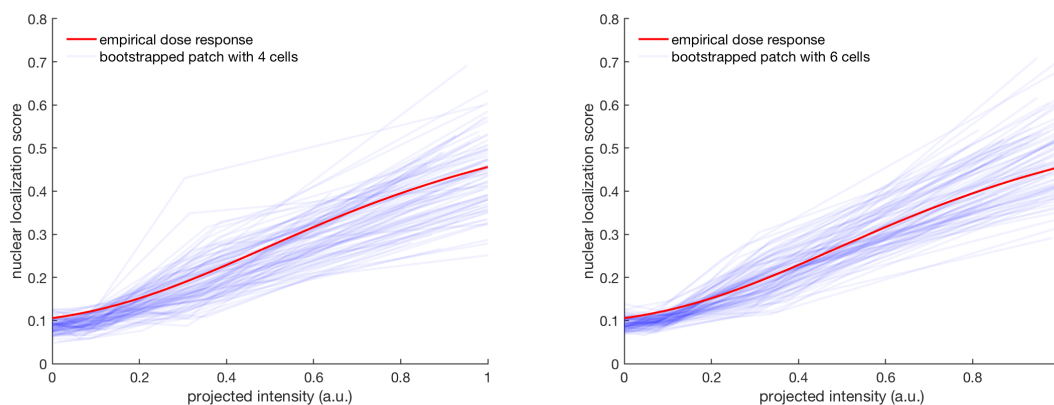 0.8
empirical dose response
bootstrapped patch with 4 cells
0.7
0.6
0.5
0.4
0.3
0.2
0.1
0
nuclear localization score
0 0.2 0.4 0.6 0.8 1
projected intensity (a.u.)
0.8
empirical dose response
bootstrapped patch with 6 cells
0.7
0.6
0.5
0.4
0.3
0.2
0.1
0
nuclear localization score
0 0.2 0.4 0.6 0.8
projected intensity (a.u.)